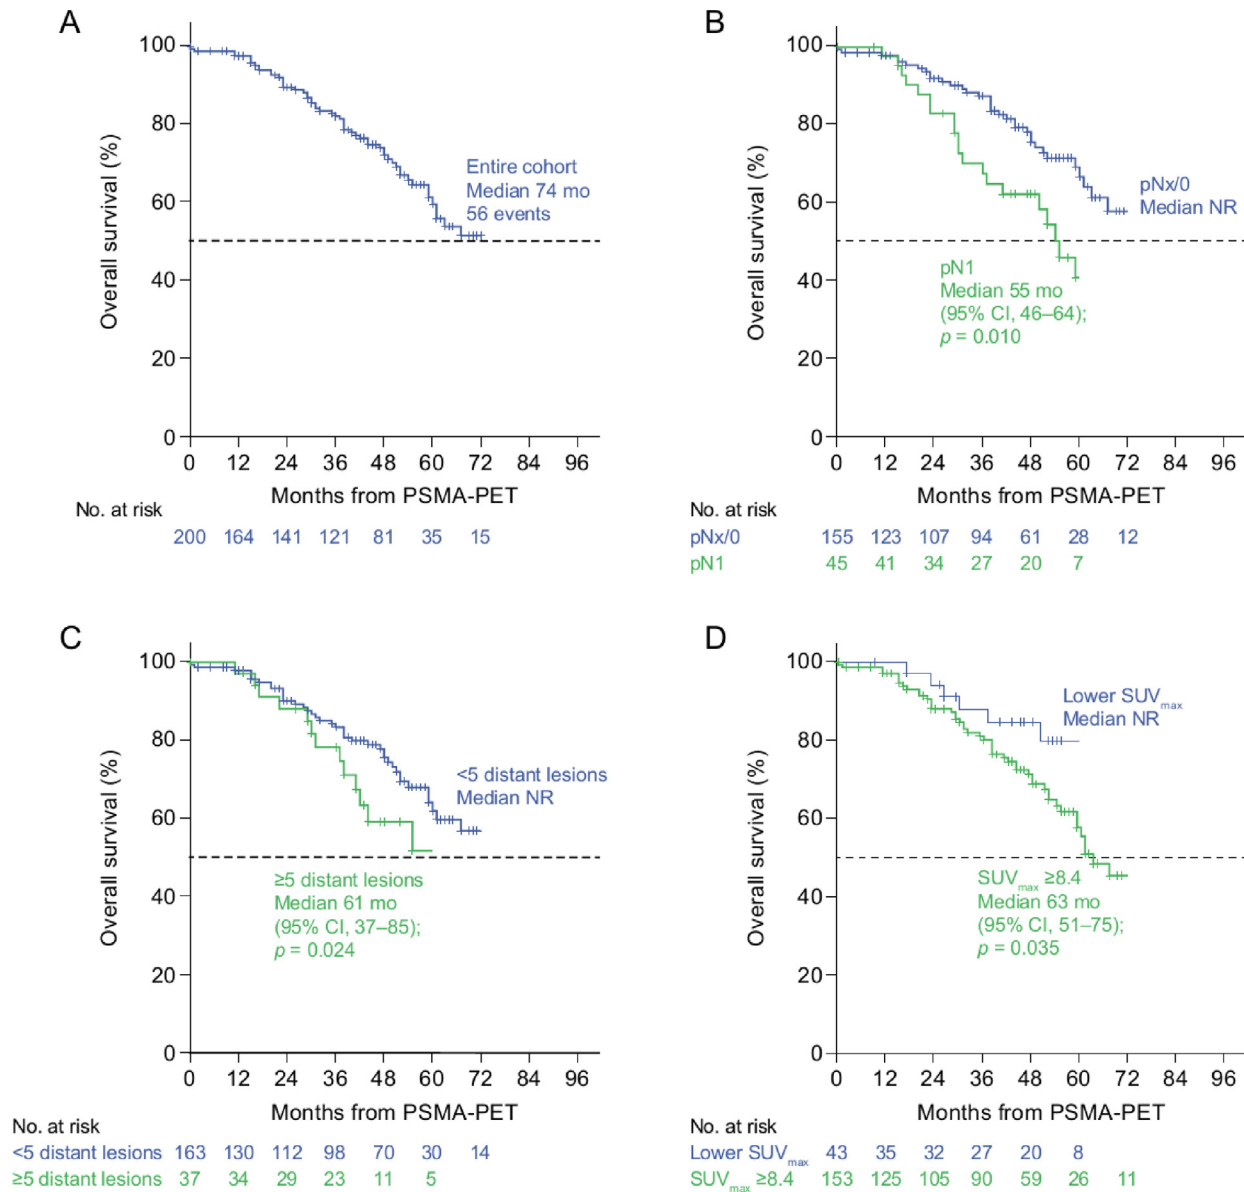 A
Overall survival (%)
100
80
60
40
20
0
Entire cohort
Median 74 mo
56 events
0 12 24 36 48 60 72 84 96
Months from PSMA-PET
No. at risk
200 164 141 121 81 35 15
B
Overall survival (%)
100
80
60
40
20
0
pNx/0
Median NR
pN1
Median 55 mo
(95% CI, 46–64);
p = 0.010
0 12 24 36 48 60 72 84 96
Months from PSMA-PET
No. at risk
pNx/0 155 123 107 94 61 28 12
pN1 45 41 34 27 20 7
C
Overall survival (%)
100
80
60
40
20
0
<5 distant lesions
Median NR
≥5 distant lesions
Median 61 mo
(95% CI, 37–85);
p = 0.024
0 12 24 36 48 60 72 84 96
Months from PSMA-PET
No. at risk
<5 distant lesions 163 130 112 98 70 30 14
≥5 distant lesions 37 34 29 23 11 5
D
Overall survival (%)
100
80
60
40
20
0
Lower SUVmax
Median NR
SUVmax ≥8.4
Median 63 mo
(95% CI, 51–75);
p = 0.035
0 12 24 36 48 60 72 84 96
Months from PSMA-PET
No. at risk
Lower SUVmax 43 35 32 27 20 8
SUVmax ≥8.4 153 125 105 90 59 26 11